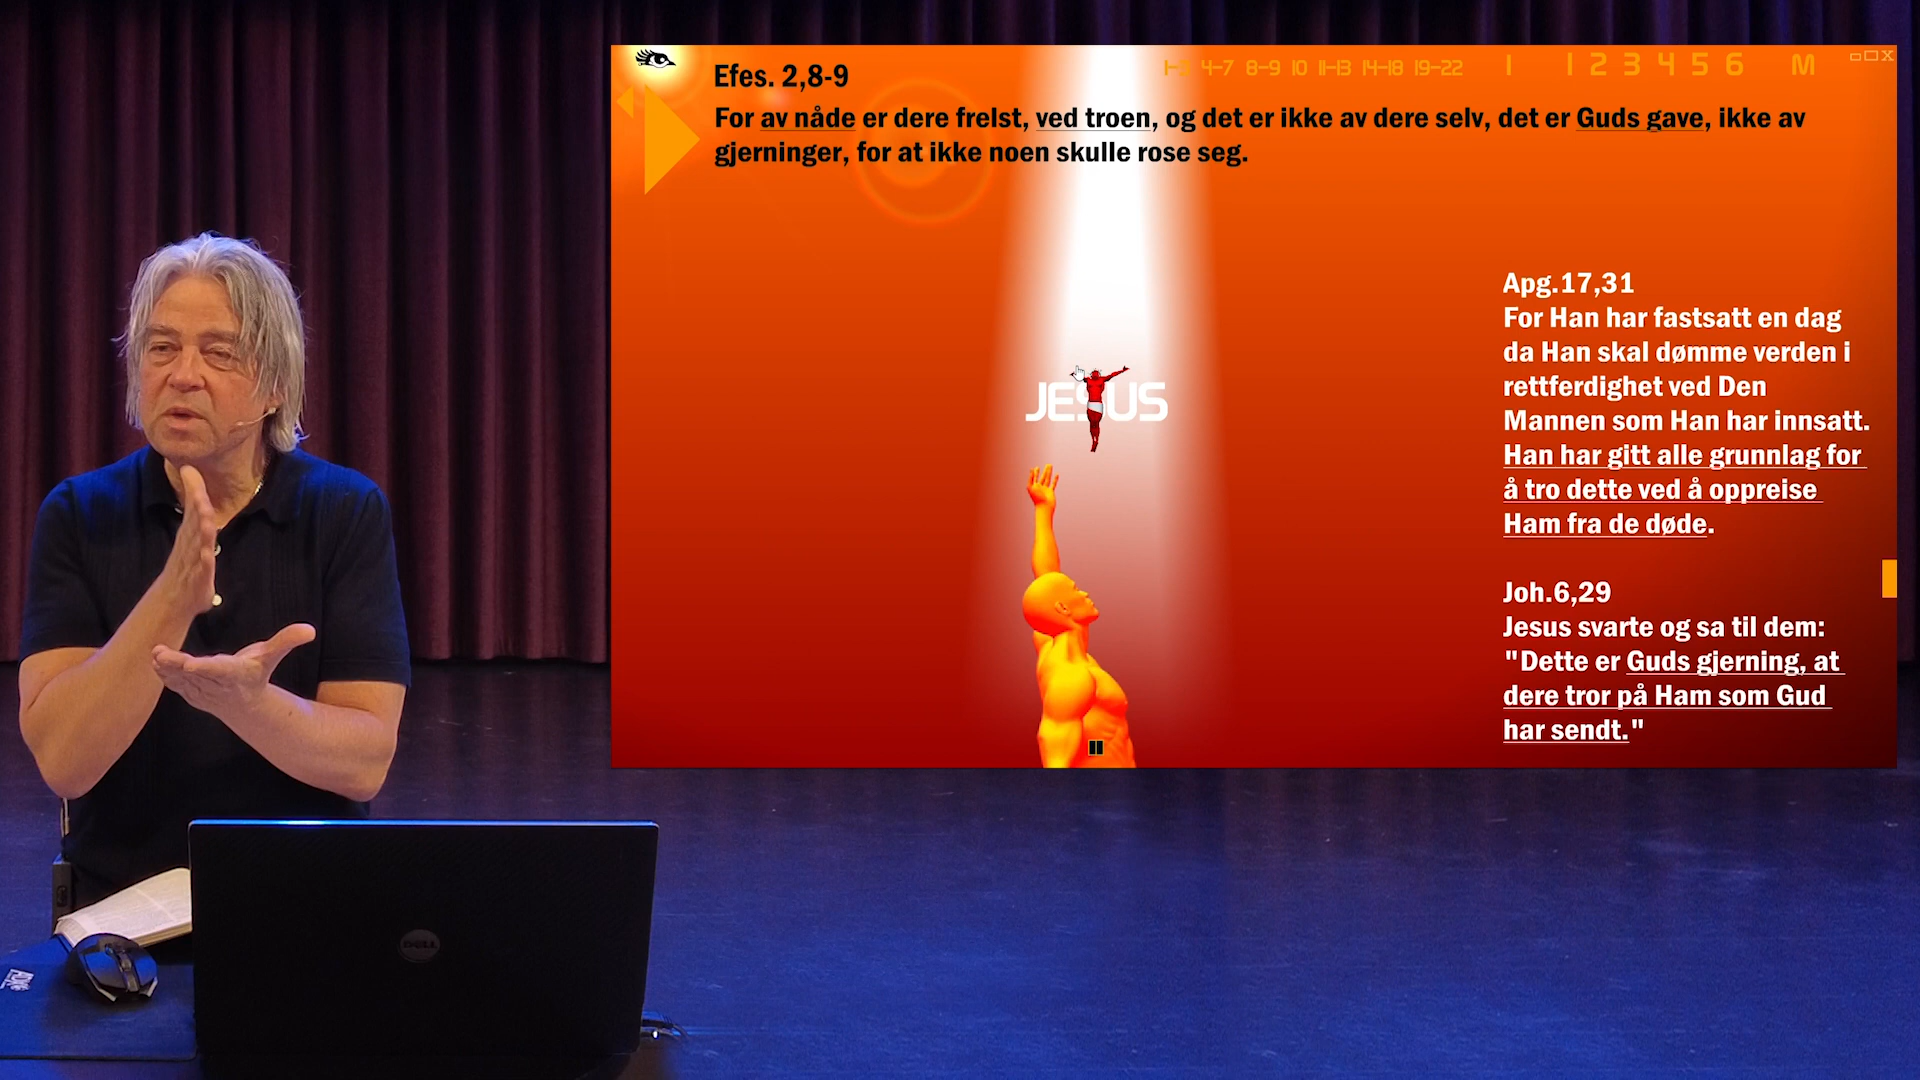 Efes. 2,8-9
1-3 4-7 8-9 10 11-13 14-18 19-22 1 1 2 3 4 5 6 M
X
For av nåde er dere frelst, ved troen, og det er ikke av dere selv, det er Guds gave, ikke av
gjerninger, for at ikke noen skulle rose seg.
JESUS
Apg.17,31
For Han har fastsatt en dag
da Han skal dømme verden i
rettferdighet ved Den
Mannen som Han har innsatt.
Han har gitt alle grunnlag for
å tro dette ved å oppreise
Ham fra de døde.
Joh.6,29
Jesus svarte og sa til dem:
"Dette er Guds gjerning, at
dere tror på Ham som Gud
har sendt."
DELL